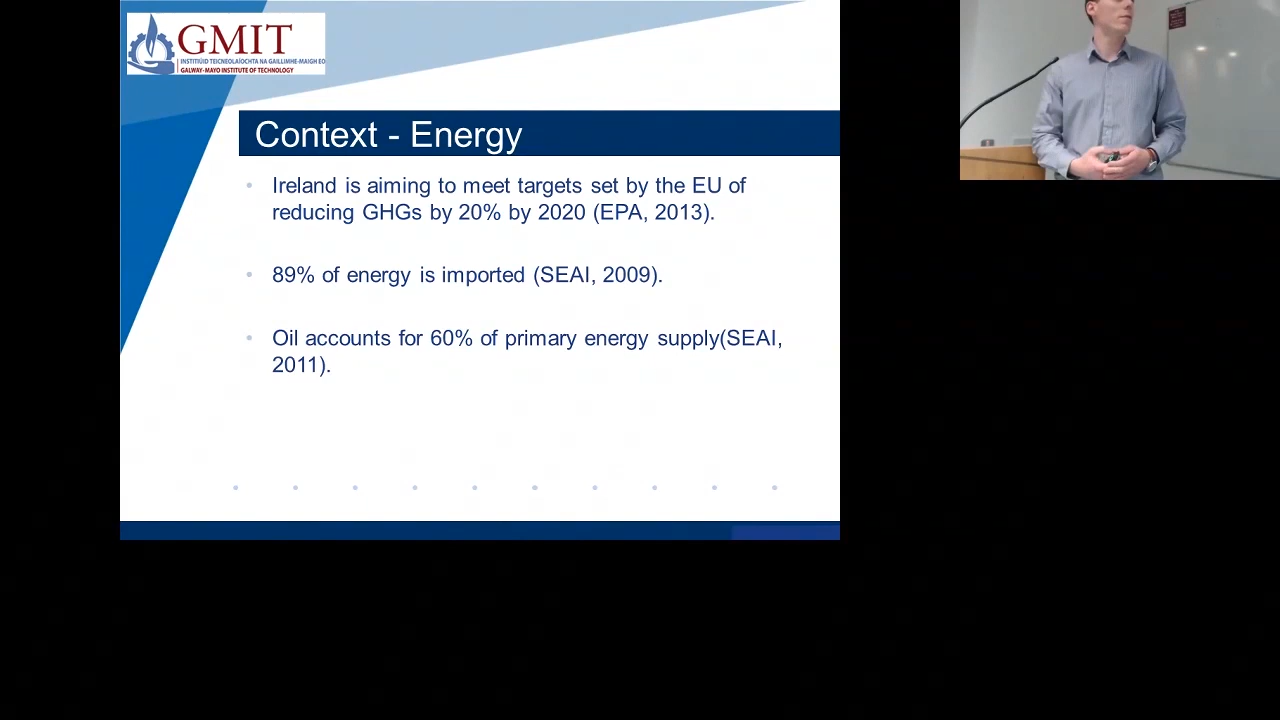 GMIT
INSTITIÚID TEICNEOLAÍOCHTA NA GAILLIMHE-MAIGH EO
GALWAY-MAYO INSTITUTE OF TECHNOLOGY
Context - Energy
Ireland is aiming to meet targets set by the EU of
reducing GHGs by 20% by 2020 (EPA, 2013).
89% of energy is imported (SEAI, 2009).
Oil accounts for 60% of primary energy supply(SEAI,
2011).